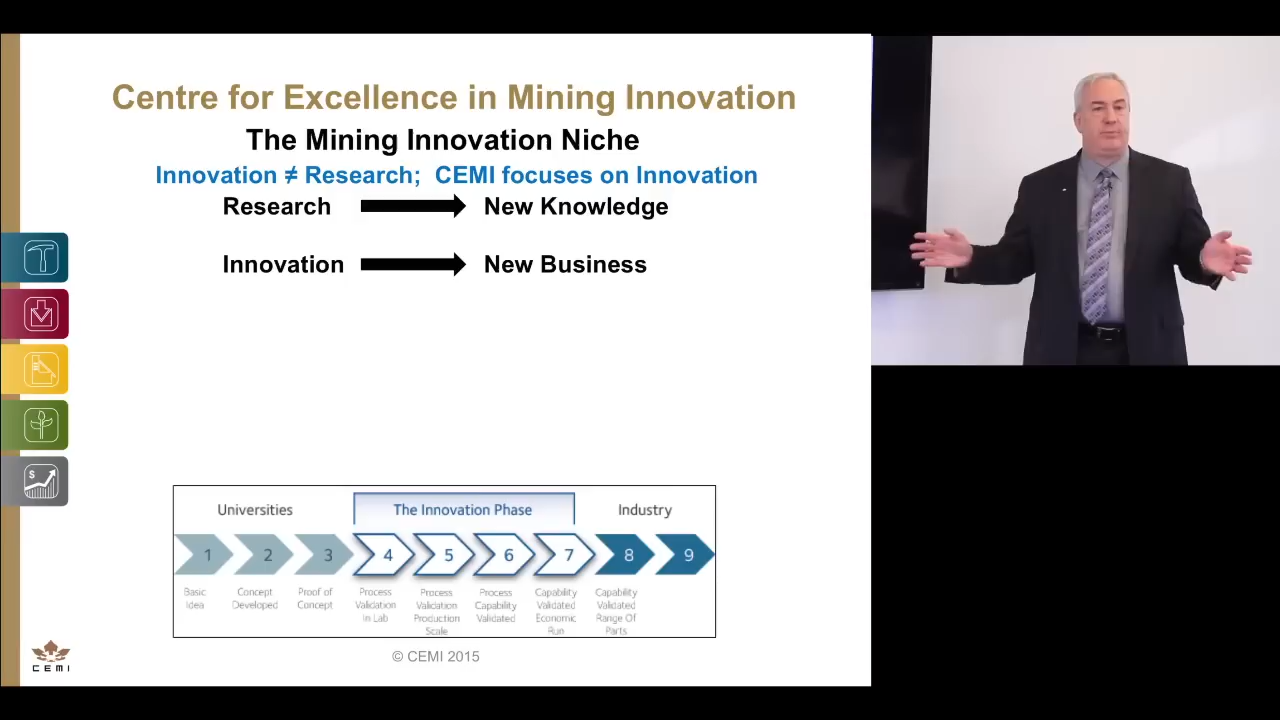 Centre for Excellence in Mining Innovation
The Mining Innovation Niche
Innovation ≠ Research; CEMI focuses on Innovation
Research New Knowledge
Innovation New Business
$
Universities The Innovation Phase Industry
1 2 3 4 5 6 7 8 9
Basic Concept Proof of Process Process Process Capability Capability
Idea Developed Concept Validation Validation Capability Validated Validated
In Lab Production Validated Economic Range Of
Scale Run Parts
CEMI
© CEMI 2015